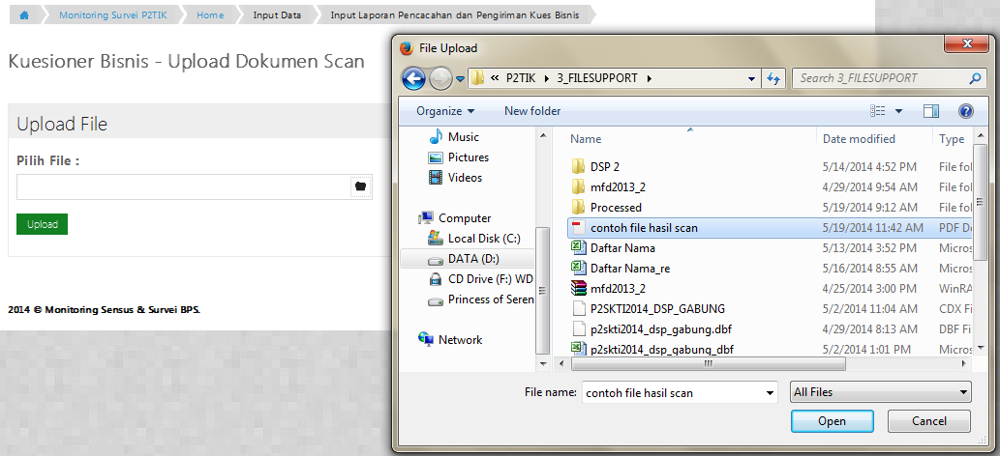 Monitoring Survei P2TIK Home Input Data Input Laporan Pencacahan dan Pengiriman Kues Bisnis
Kuesioner Bisnis - Upload Dokumen Scan
Upload File
Pilih File :
Upload
2014 © Monitoring Sensus & Survei BPS.
File Upload
« P2TIK 3_FILESUPPORT
Search 3_FILESUPPORT
Organize New folder
Music
Pictures
Videos
Computer
Local Disk (C:)
DATA (D:)
CD Drive (F:) WD
Princess of Seren
Network
Name Date modified Type
DSP 2 5/14/2014 4:52 PM File fol
mfd2013_2 4/29/2014 9:54 AM File fol
Processed 5/19/2014 9:12 AM File fol
contoh file hasil scan 5/19/2014 11:42 AM PDF Do
Daftar Nama 5/13/2014 3:52 PM Micros
Daftar Nama_re 5/16/2014 8:55 AM Micros
mfd2013_2 4/25/2014 3:00 PM WinRA
P2SKTI2014_DSP_GABUNG 5/2/2014 11:04 AM CDX Fi
p2skti2014_dsp_gabung.dbf 4/29/2014 8:13 AM DBF Fi
p2skti2014_dsp_gabung_dbf 5/2/2014 1:01 PM Micros
File name: contoh file hasil scan All Files
Open Cancel